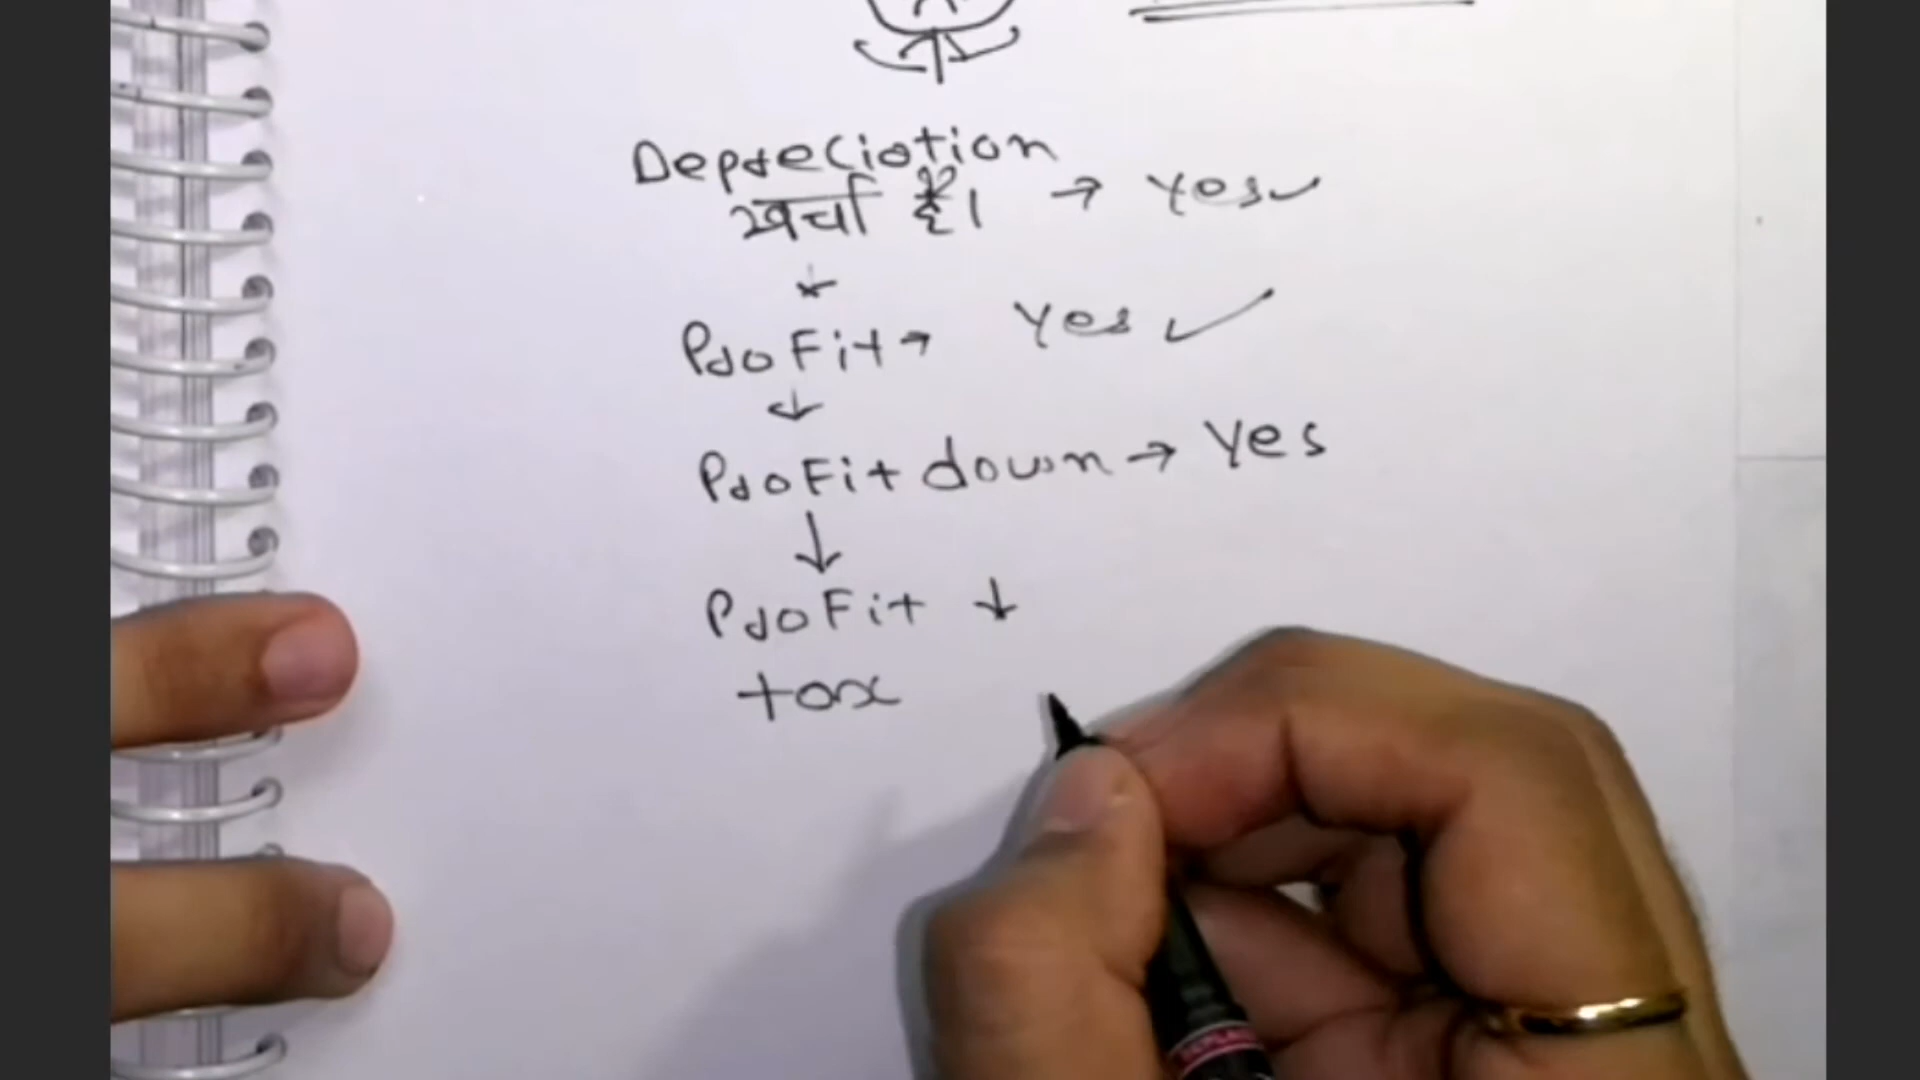 Depreciation
खर्चा है। → Yes ✓
↓
Profit → Yes ✓
↓
Profit down → Yes
↓
Profit ↓
tax